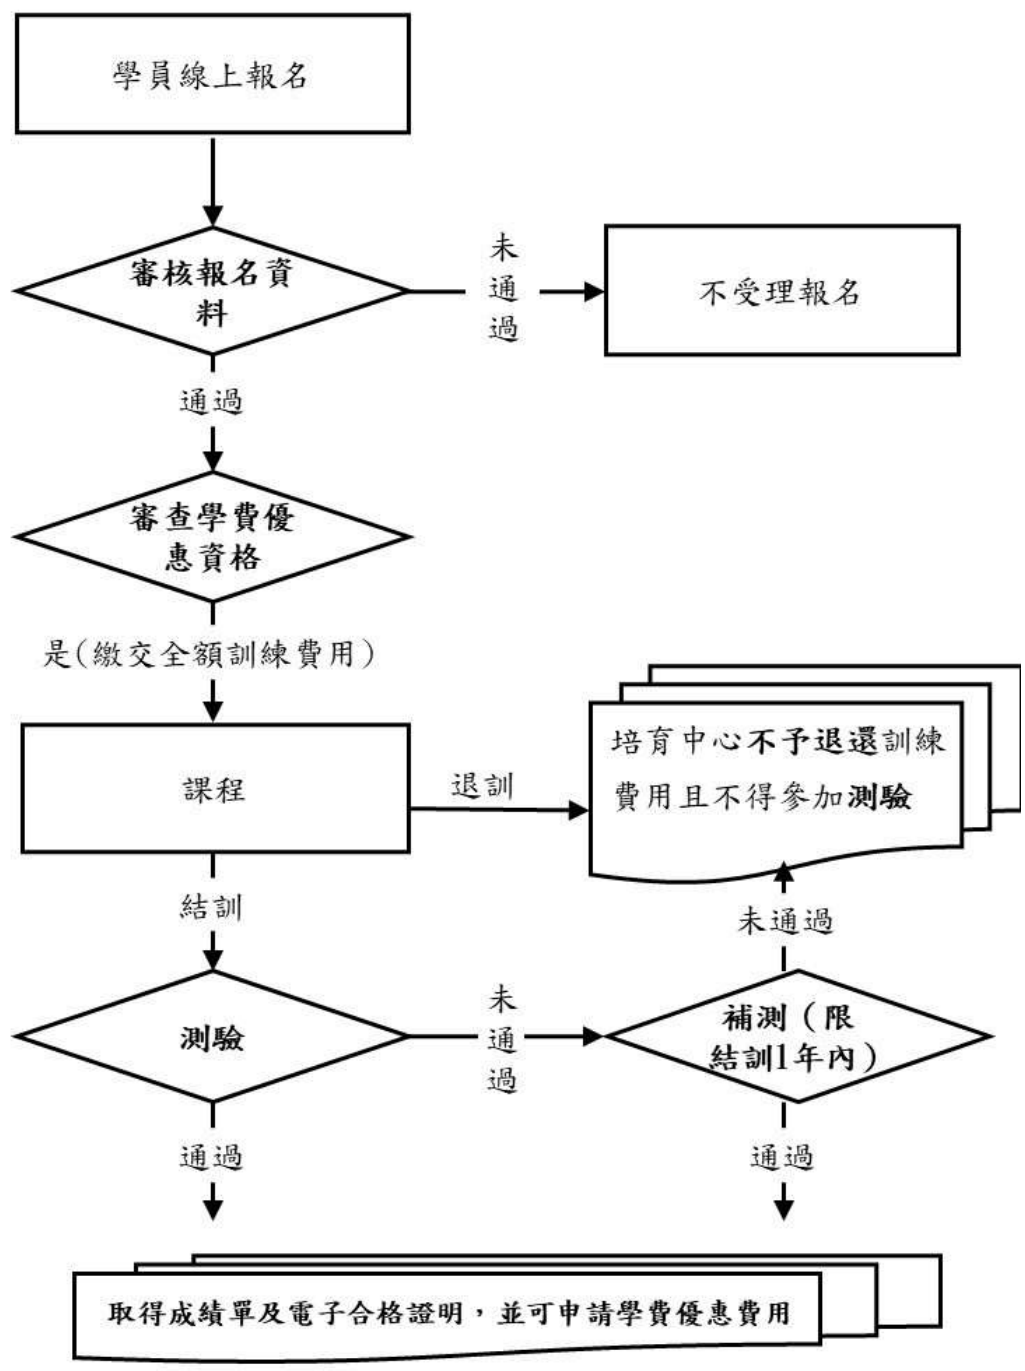 學員線上報名
審核報名資
料
未
通
過
不受理報名
通過
審查學費優
惠資格
是(繳交全額訓練費用)
課程
退訓
培育中心不予退還訓練
費用且不得參加測驗
結訓
未通過
測驗
未
通
過
補測（限
結訓1年內）
通過
通過
取得成績單及電子合格證明，並可申請學費優惠費用